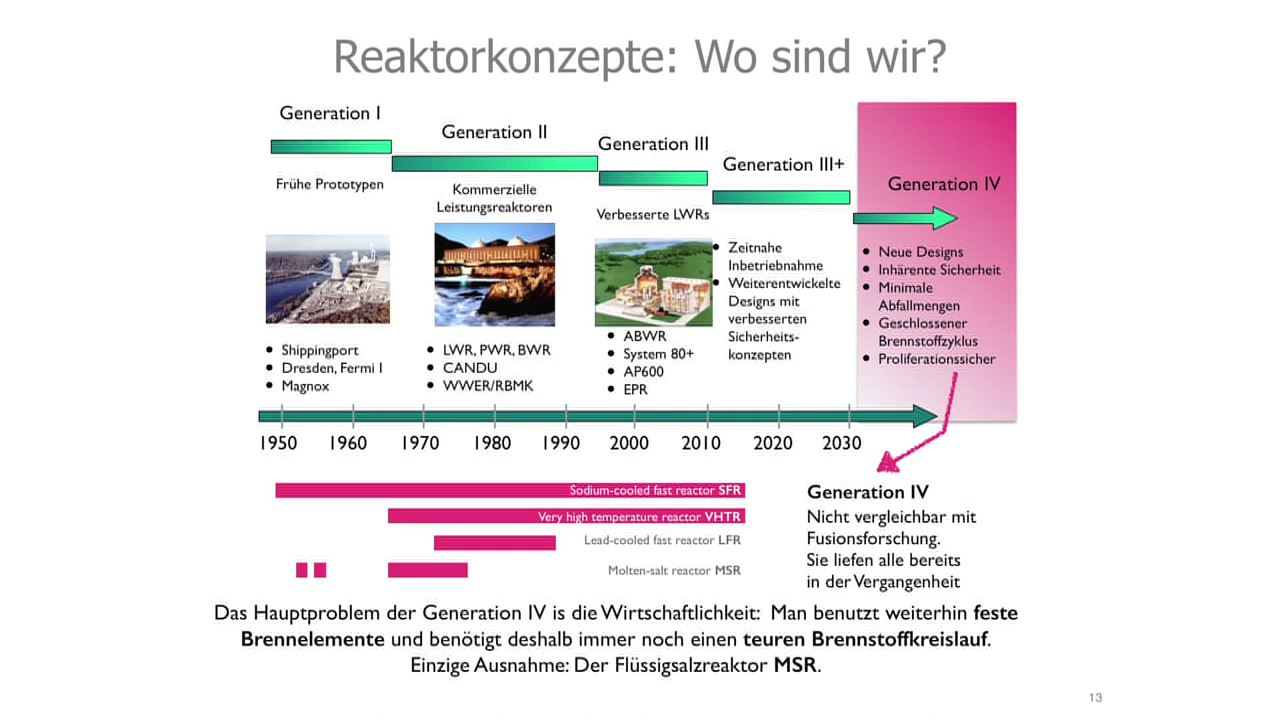 Reaktorkonzepte: Wo sind wir?
Generation I
Frühe Prototypen
• Shippingport
• Dresden, Fermi I
• Magnox
Generation II
Kommerzielle
Leistungsreaktoren
• LWR, PWR, BWR
• CANDU
• WWER/RBMK
Generation III
Verbesserte LWRs
• ABWR
• System 80+
• AP600
• EPR
Generation III+
• Zeitnahe
Inbetriebnahme
• Weiterentwickelte
Designs mit
verbesserten
Sicherheits-
konzepten
Generation IV
• Neue Designs
• Inhärente Sicherheit
• Minimale
Abfallmengen
• Geschlossener
Brennstoffzyklus
• Proliferationssicher
1950 1960 1970 1980 1990 2000 2010 2020 2030
Sodium-cooled fast reactor SFR
Very high temperature reactor VHTR
Lead-cooled fast reactor LFR
Molten-salt reactor MSR
Generation IV
Nicht vergleichbar mit
Fusionsforschung.
Sie liefen alle bereits
in der Vergangenheit
Das Hauptproblem der Generation IV is die Wirtschaftlichkeit: Man benutzt weiterhin feste
Brennelemente und benötigt deshalb immer noch einen teuren Brennstoffkreislauf.
Einzige Ausnahme: Der Flüssigsalzreaktor MSR.
13